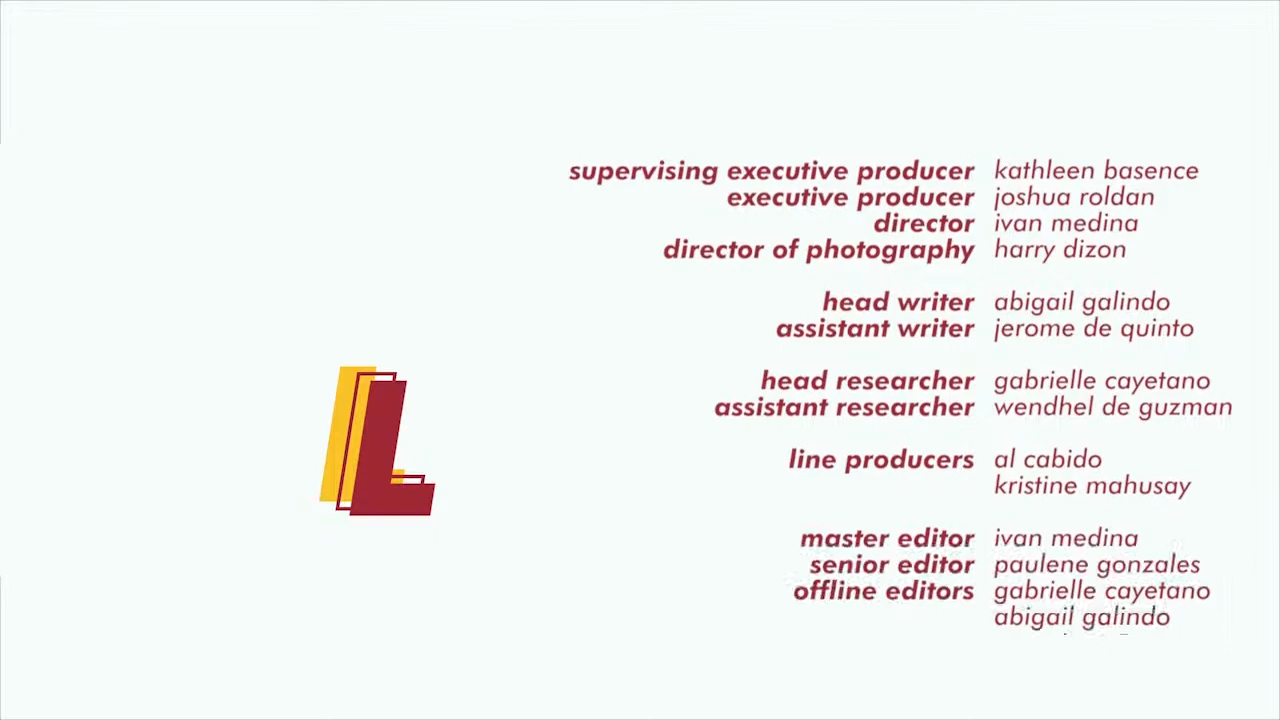 L
supervising executive producer kathleen basence
executive producer joshua roldan
director ivan medina
director of photography harry dizon
head writer abigail galindo
assistant writer jerome de quinto
head researcher gabrielle cayetano
assistant researcher wendhel de guzman
line producers al cabido
kristine mahusay
master editor ivan medina
senior editor paulene gonzales
offline editors gabrielle cayetano
abigail galindo